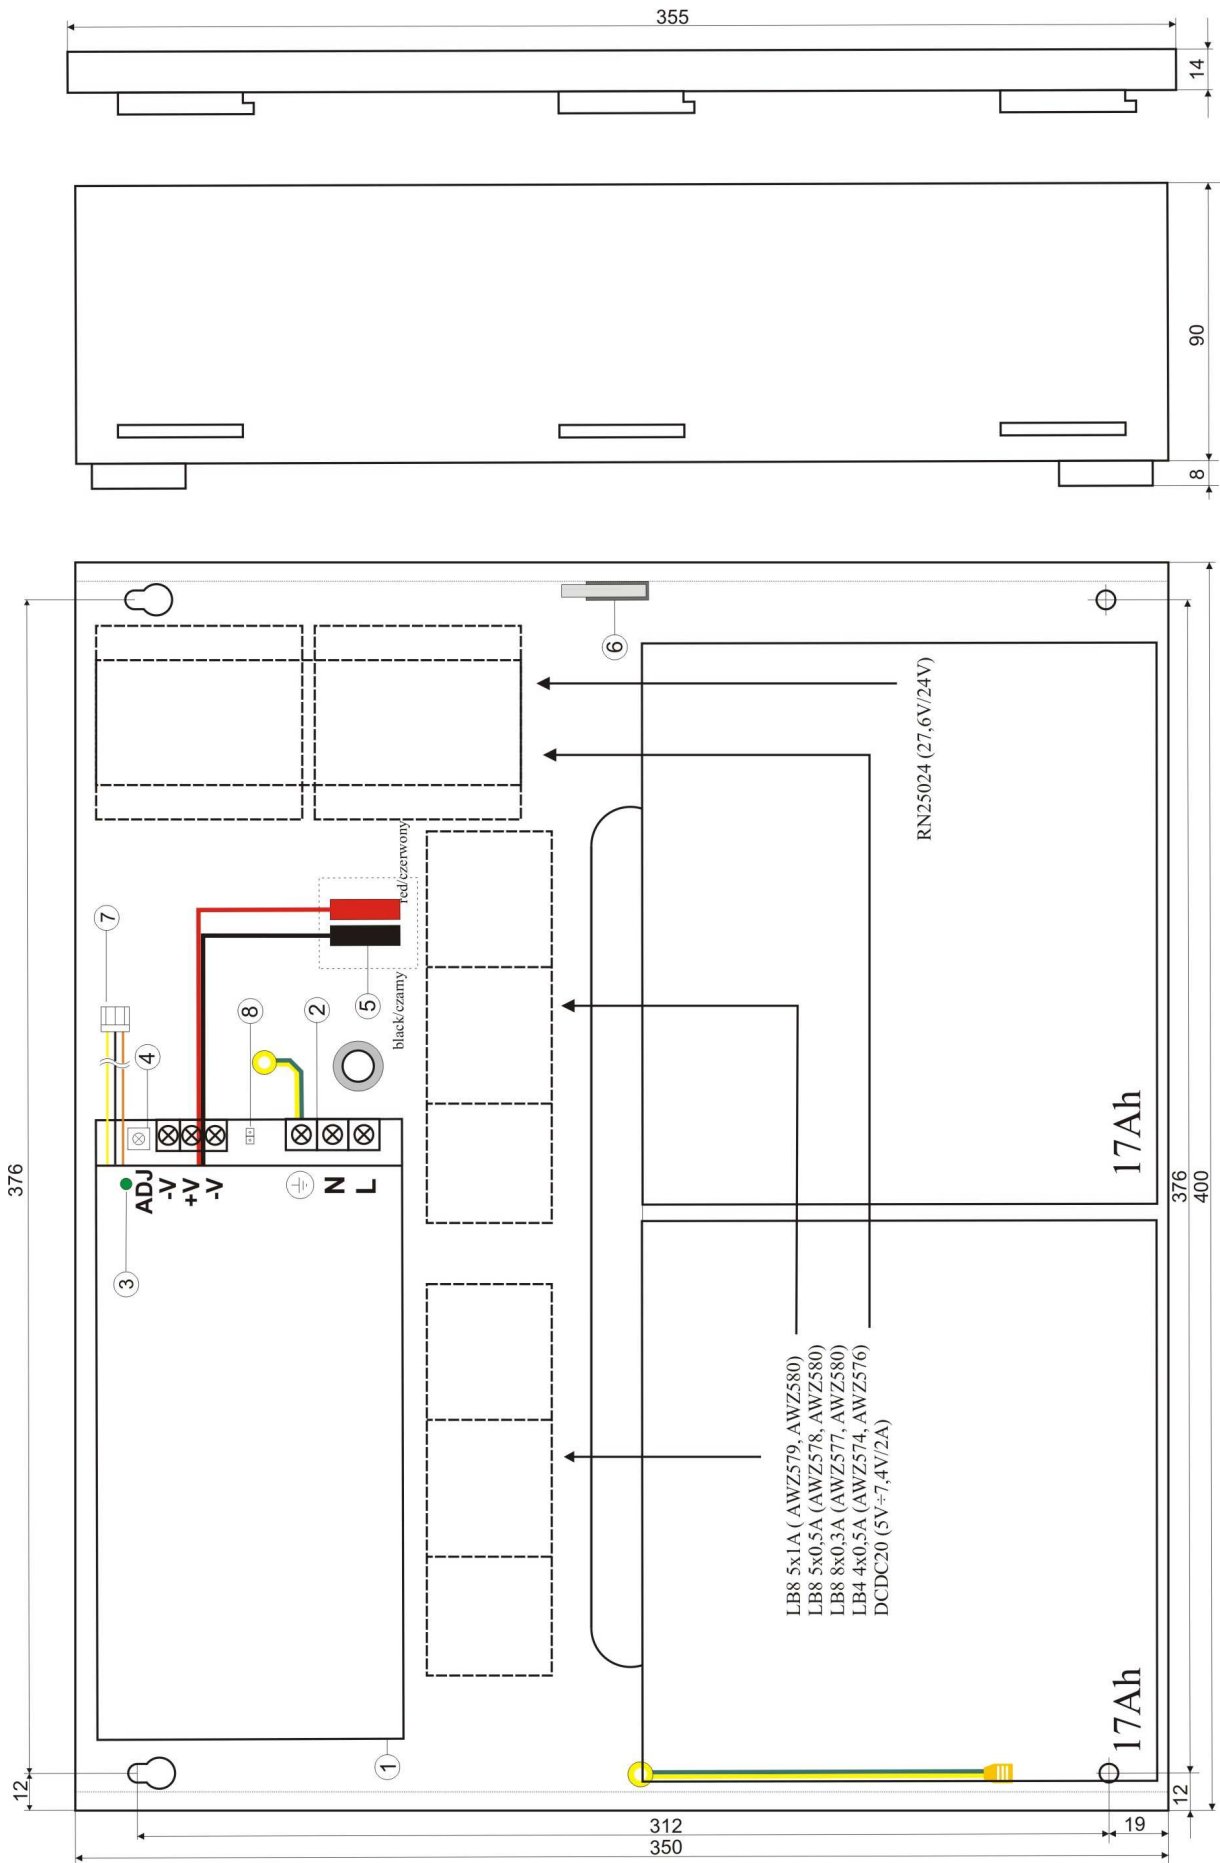 355
14
90
8
376
12
376
400
12
19
312
350
1
2
3
4
5
6
7
8
ADJ
-V
+V
-V
N
L
red/czerwony
black/czarny
RN25024 (27,6V/24V)
LB8 5x1A ( AWZ579, AWZ580)
LB8 5x0,5A (AWZ578, AWZ580)
LB8 8x0,3A (AWZ577, AWZ580)
LB4 4x0,5A (AWZ574, AWZ576)
DCDC20 (5V÷7,4V/2A)
17Ah
17Ah